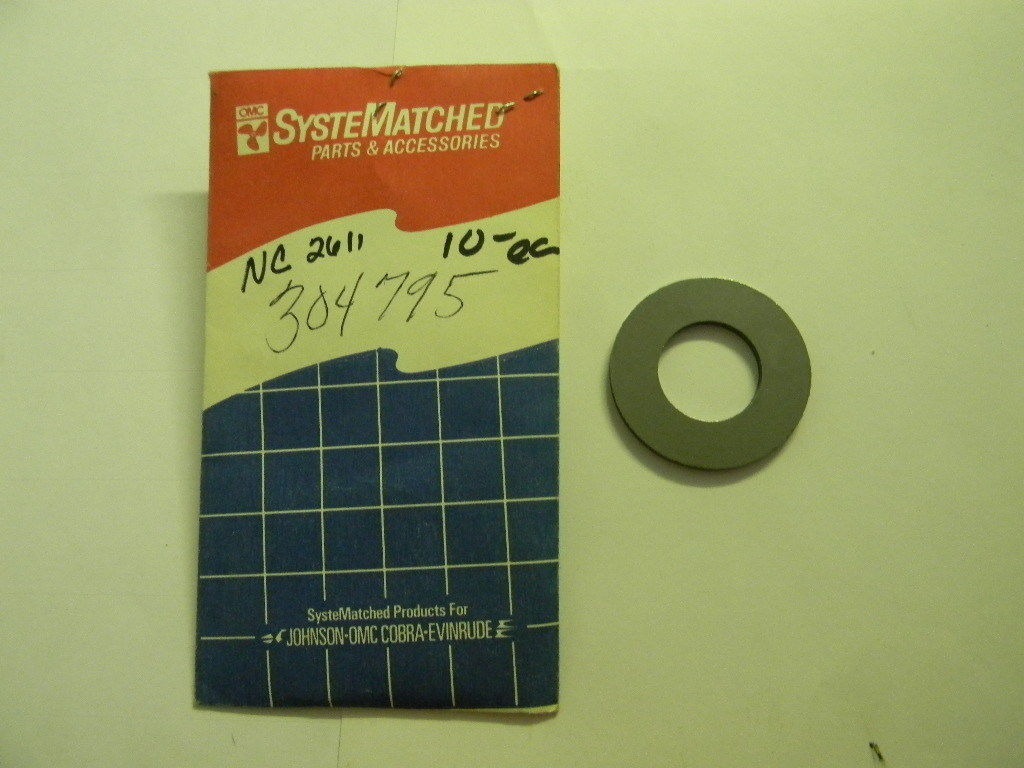 OMC
SYSTEMATCHED
PARTS & ACCESSORIES
NC 2611 10-ea
304795
SysteMatched Products For
JOHNSON-OMC COBRA-EVINRUDE